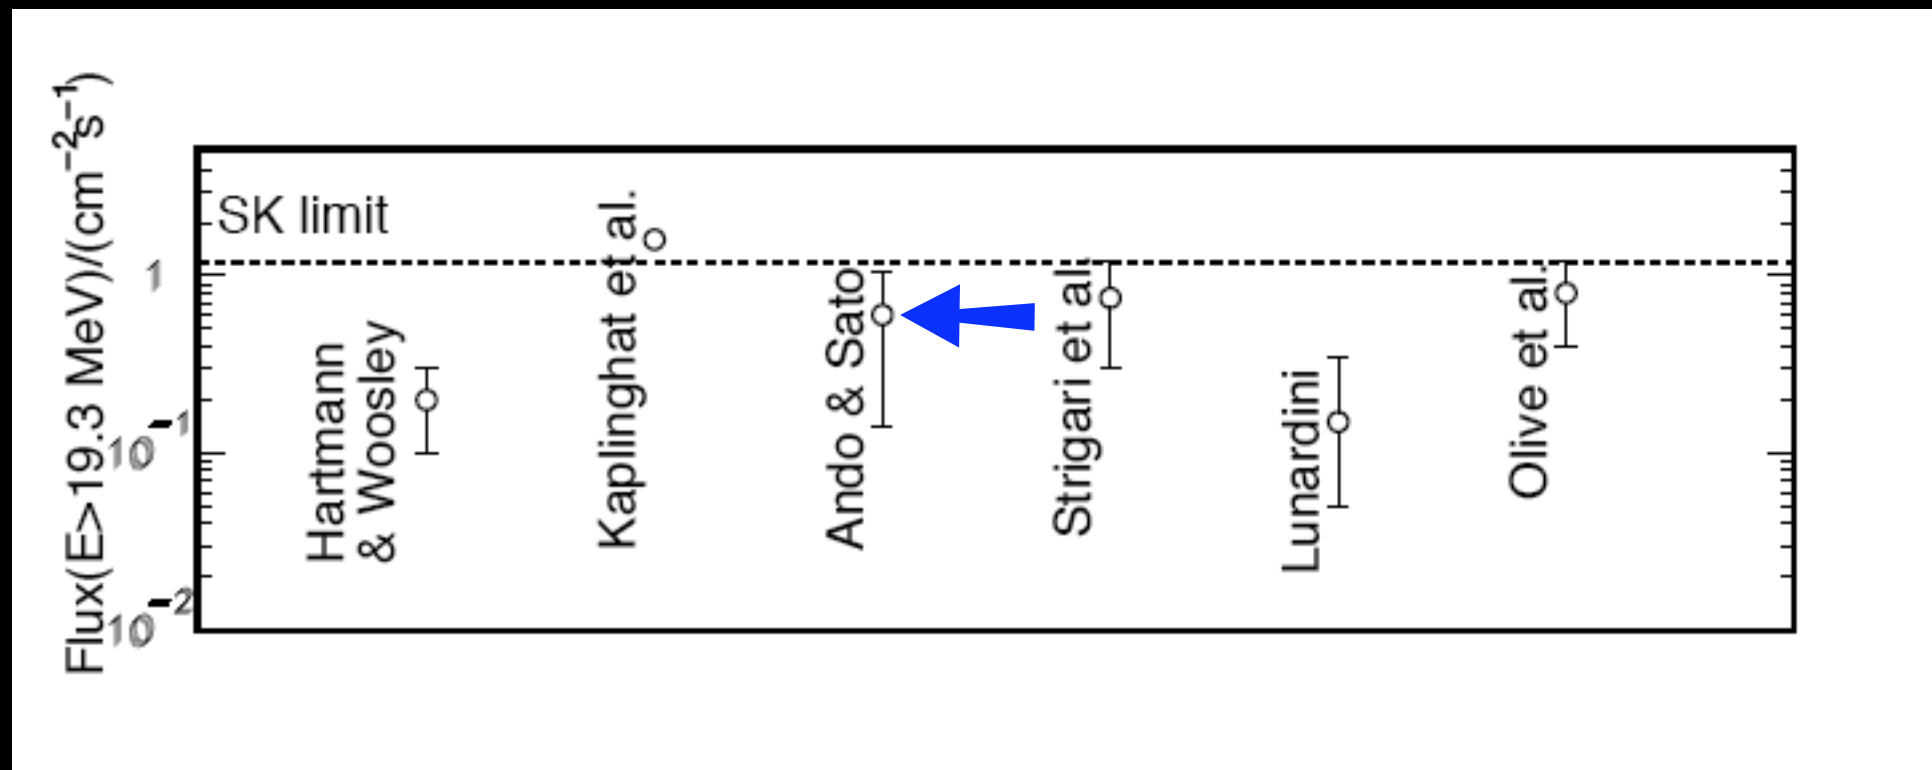 Flux(E>19.3 MeV)/(cm⁻²s⁻¹)
1
10⁻¹
10⁻²
SK limit
Hartmann
& Woosley
Kaplinghat et al.
Ando & Sato
Strigari et al.
Lunardini
Olive et al.